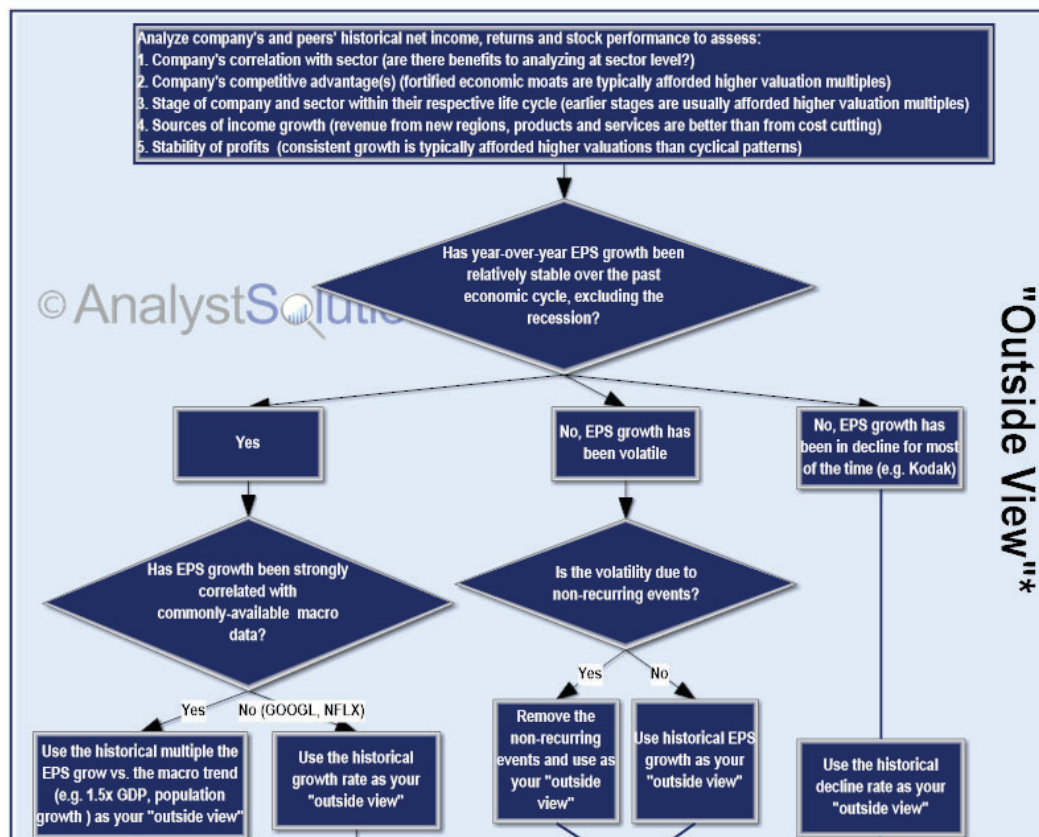 Analyze company's and peers' historical net income, returns and stock performance to assess:
1. Company's correlation with sector (are there benefits to analyzing at sector level?)
2. Company's competitive advantage(s) (fortified economic moats are typically afforded higher valuation multiples)
3. Stage of company and sector within their respective life cycle (earlier stages are usually afforded higher valuation multiples)
4. Sources of income growth (revenue from new regions, products and services are better than from cost cutting)
5. Stability of profits (consistent growth is typically afforded higher valuations than cyclical patterns)
Has year-over-year EPS growth been
relatively stable over the past
economic cycle, excluding the
recession?
© AnalystSolutio
"Outside View"*
Yes
No, EPS growth has
been volatile
No, EPS growth has
been in decline for most
of the time (e.g. Kodak)
Has EPS growth been strongly
correlated with
commonly-available macro
data?
Is the volatility due to
non-recurring events?
Yes
No (GOOGL, NFLX)
Yes
No
Use the historical multiple the
EPS grow vs. the macro trend
(e.g. 1.5x GDP, population
growth ) as your "outside view"
Use the historical
growth rate as your
"outside view"
Remove the
non-recurring
events and use as
your "outside
view"
Use historical EPS
growth as your
"outside view"
Use the historical
decline rate as your
"outside view"